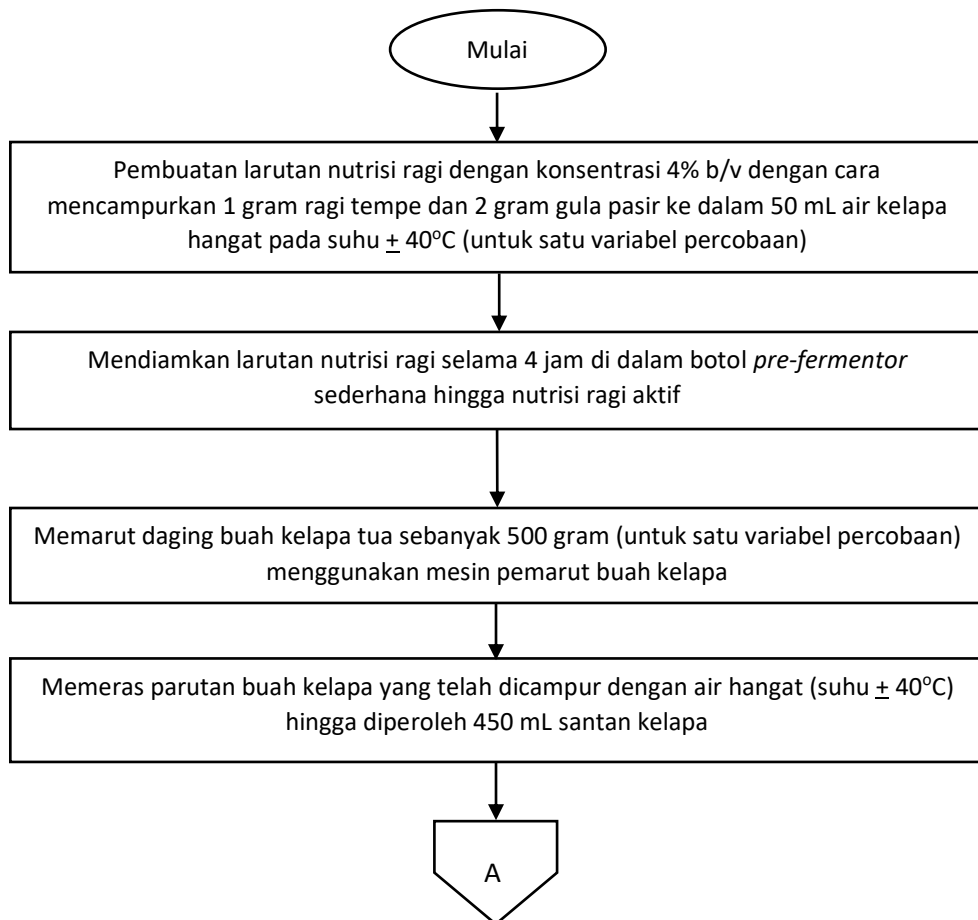 Mulai
Pembuatan larutan nutrisi ragi dengan konsentrasi 4% b/v dengan cara
mencampurkan 1 gram ragi tempe dan 2 gram gula pasir ke dalam 50 mL air kelapa
hangat pada suhu ± 40°C (untuk satu variabel percobaan)
Mendiamkan larutan nutrisi ragi selama 4 jam di dalam botol pre-fermentor
sederhana hingga nutrisi ragi aktif
Memarut daging buah kelapa tua sebanyak 500 gram (untuk satu variabel percobaan)
menggunakan mesin pemarut buah kelapa
Memeras parutan buah kelapa yang telah dicampur dengan air hangat (suhu ± 40°C)
hingga diperoleh 450 mL santan kelapa
A